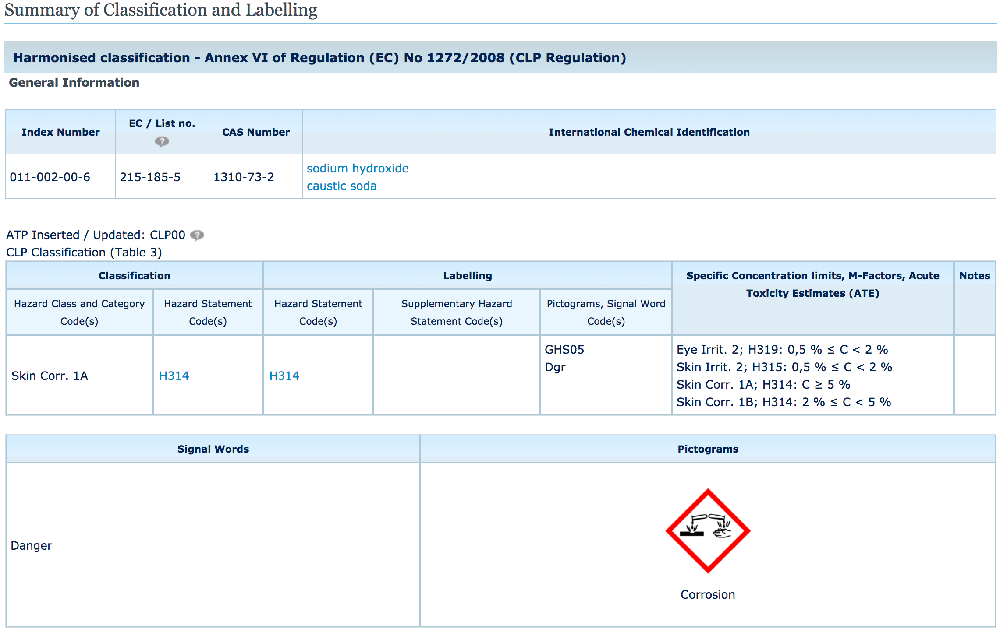 Summary of Classification and Labelling
Harmonised classification - Annex VI of Regulation (EC) No 1272/2008 (CLP Regulation)
General Information
Index Number
EC / List no.
?
CAS Number
International Chemical Identification
011-002-00-6
215-185-5
1310-73-2
sodium hydroxide
caustic soda
ATP Inserted / Updated: CLP00 ?
CLP Classification (Table 3)
Classification
Labelling
Specific Concentration limits, M-Factors, Acute
Toxicity Estimates (ATE)
Notes
Hazard Class and Category
Code(s)
Hazard Statement
Code(s)
Hazard Statement
Code(s)
Supplementary Hazard
Statement Code(s)
Pictograms, Signal Word
Code(s)
Skin Corr. 1A
H314
H314
GHS05
Dgr
Eye Irrit. 2; H319: 0,5 % ≤ C < 2 %
Skin Irrit. 2; H315: 0,5 % ≤ C < 2 %
Skin Corr. 1A; H314: C ≥ 5 %
Skin Corr. 1B; H314: 2 % ≤ C < 5 %
Signal Words
Pictograms
Danger
Corrosion